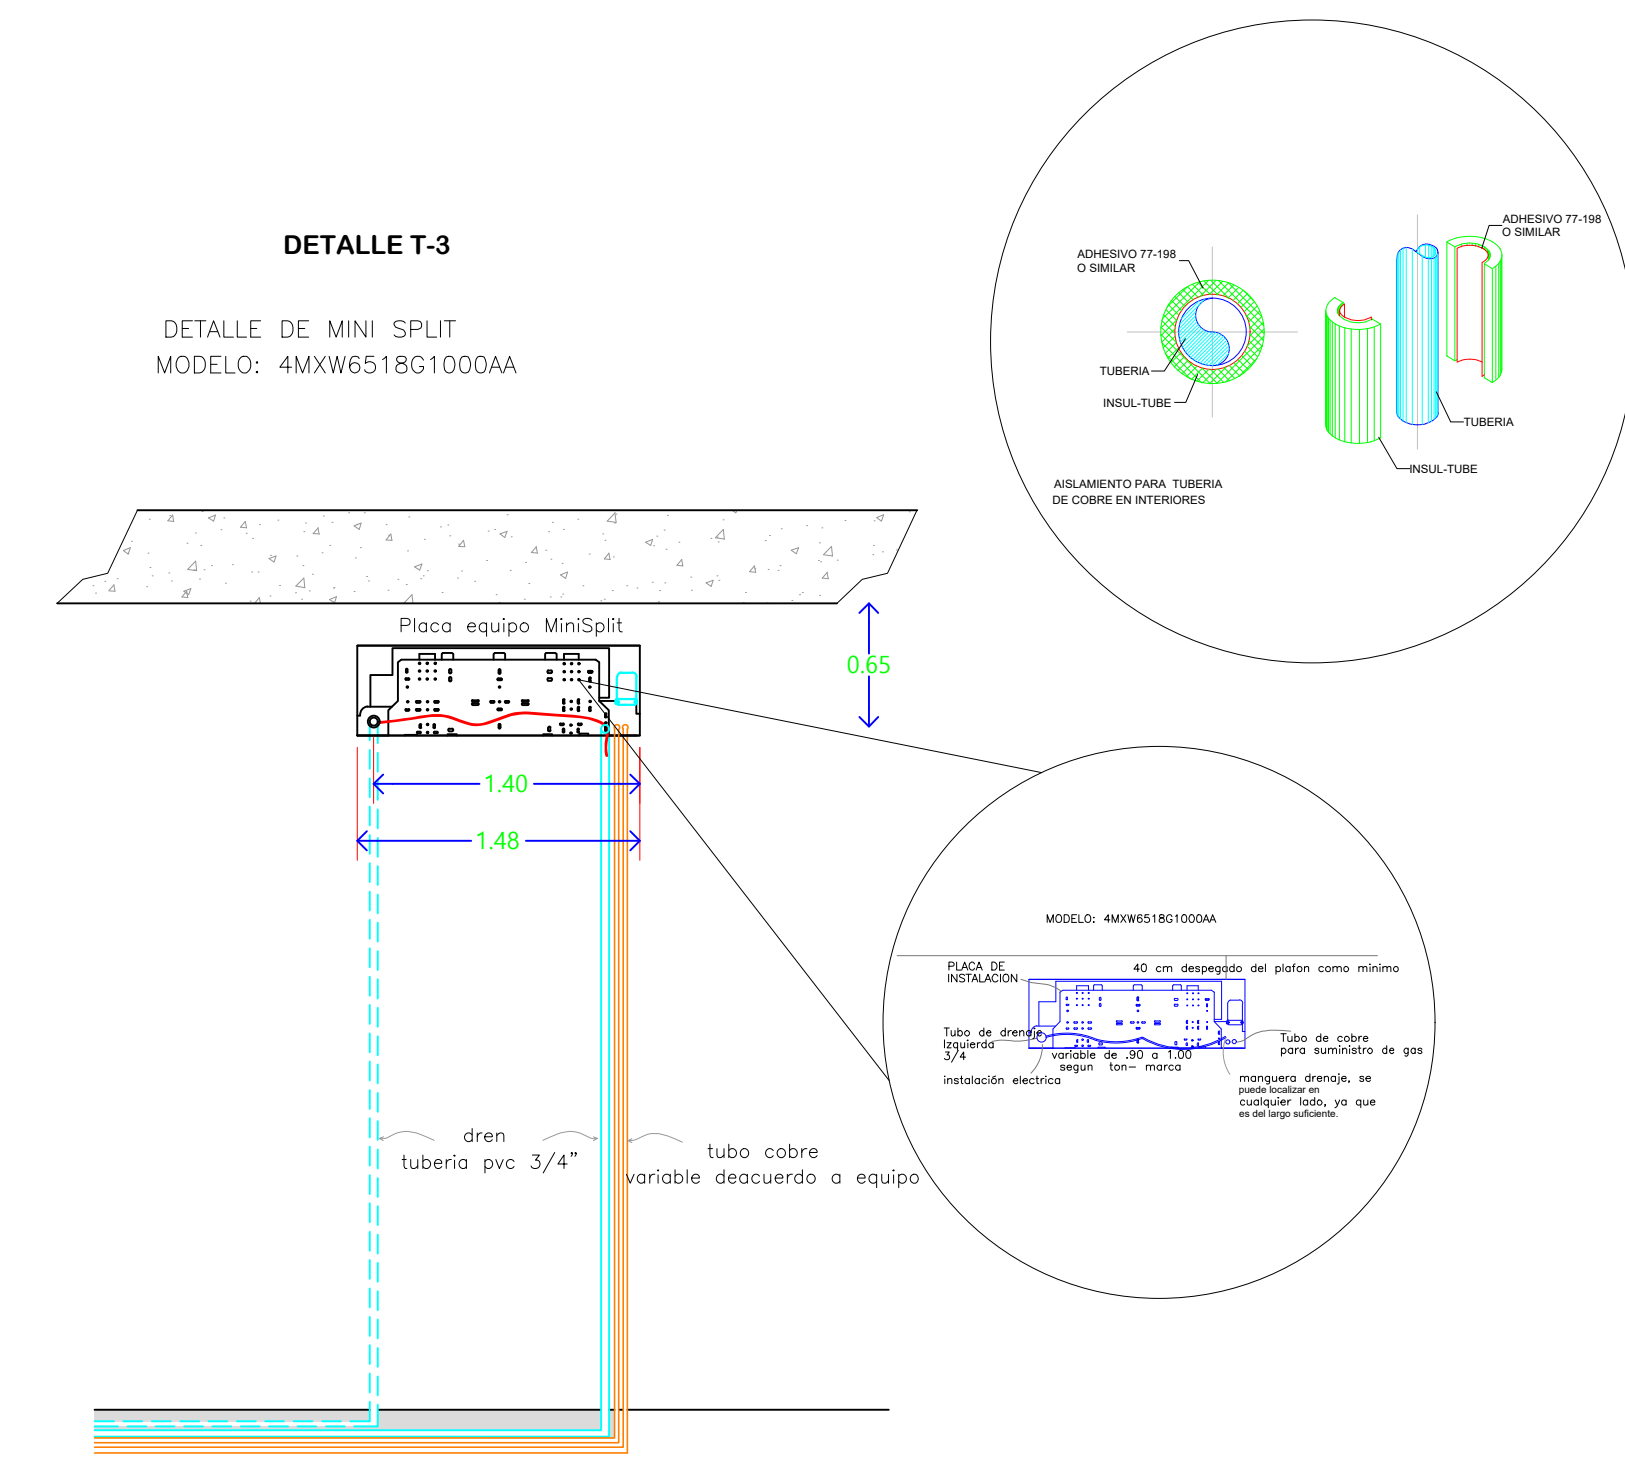 DETALLE T-3
DETALLE DE MINI SPLIT
MODELO: 4MXW6518G1000AA
ADHESIVO 77-198
O SIMILAR
TUBERIA
INSUL-TUBE
ADHESIVO 77-198
O SIMILAR
TUBERIA
INSUL-TUBE
AISLAMIENTO PARA TUBERIA
DE COBRE EN INTERIORES
Placa equipo MiniSplit
0.65
1.40
1.48
MODELO: 4MXW6518G1000AA
PLACA DE
INSTALACION
40 cm despegado del plafon como minimo
Tubo de drenaje
Izquierda
3/4
variable de .90 a 1.00
segun ton- marca
instalación electrica
Tubo de cobre
para suministro de gas
manguera drenaje, se
puede localizar en
cualquier lado, ya que
es del largo suficiente.
dren
tuberia pvc 3/4"
tubo cobre
variable deacuerdo a equipo